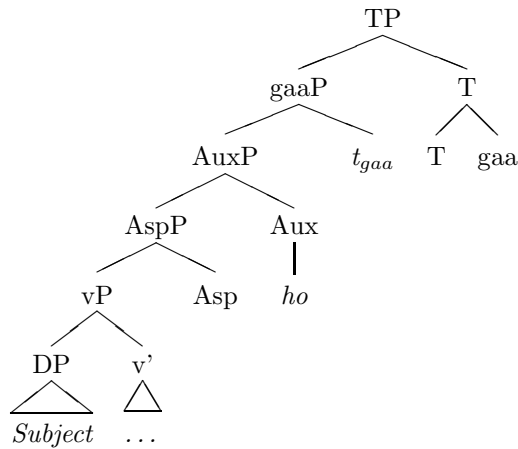 TP
gaaP T
AuxP t_gaa T gaa
AspP Aux
vP Asp ho
DP v'
Subject ...